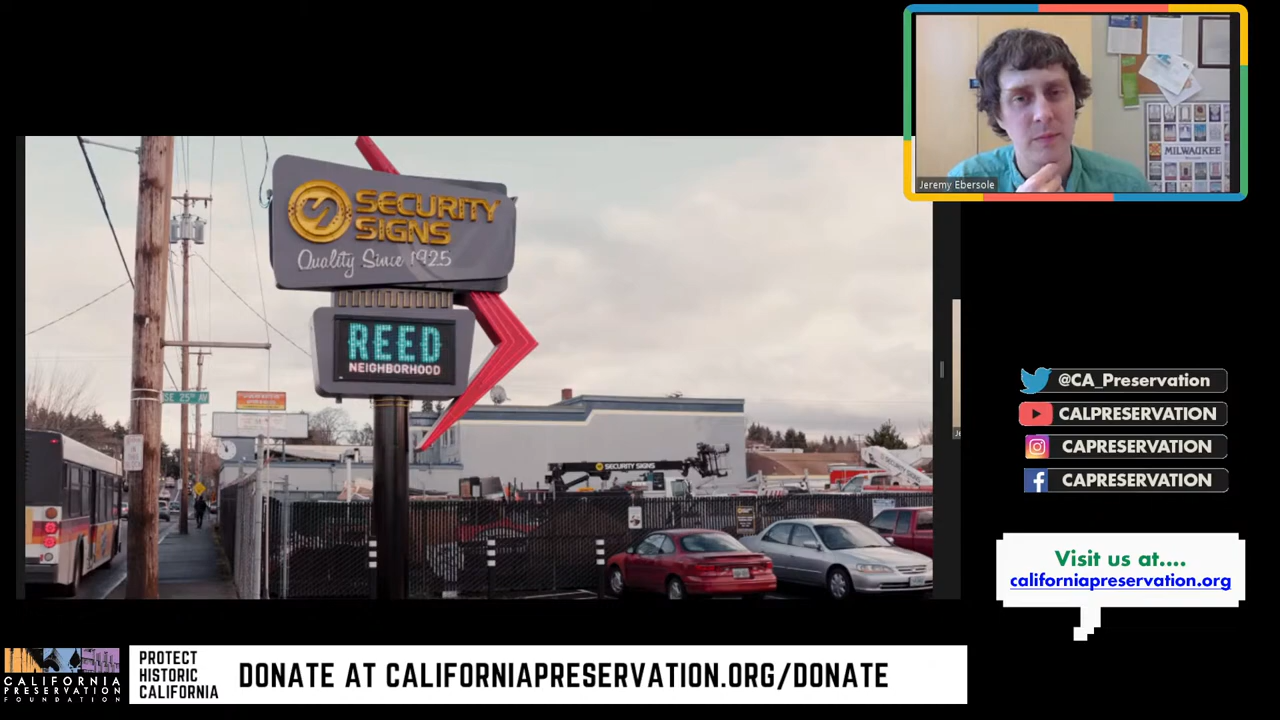 SECURITY
SIGNS
Quality Since 1925
REED
NEIGHBORHOOD
SE 25TH AV
SECURITY SIGNS
MILWAUKEE
Jeremy Ebersole
@CA_Preservation
CALPRESERVATION
CAPRESERVATION
CAPRESERVATION
Visit us at....
californiapreservation.org
CALIFORNIA
PRESERVATION
FOUNDATION
PROTECT
HISTORIC
CALIFORNIA
DONATE AT CALIFORNIAPRESERVATION.ORG/DONATE